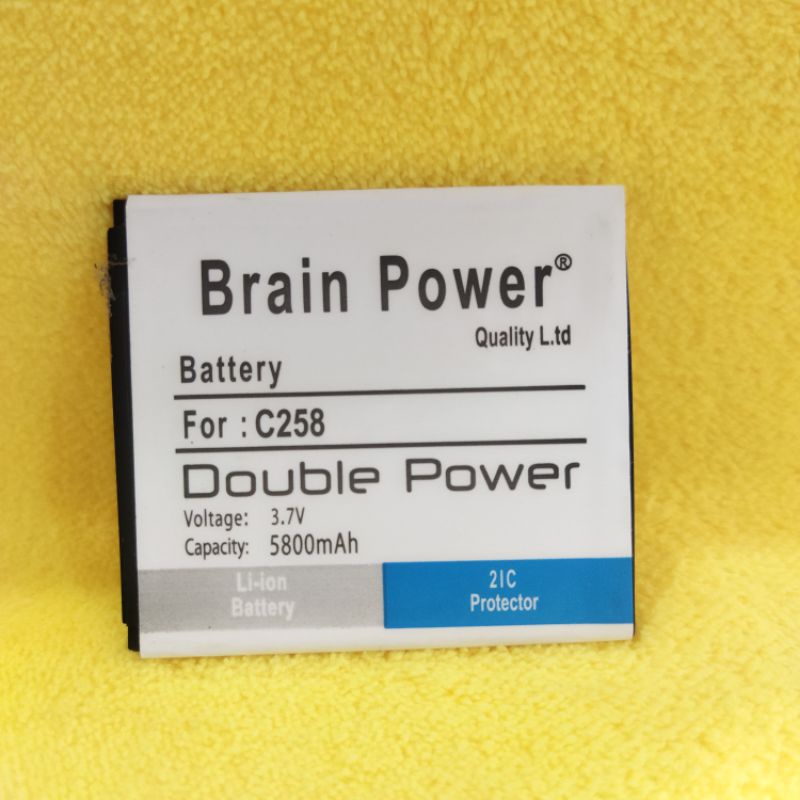 Brain Power®
Quality L.td
Battery
For : C258
Double Power
Voltage: 3.7V
Capacity: 5800mAh
LI-ion
Battery
2IC
Protector